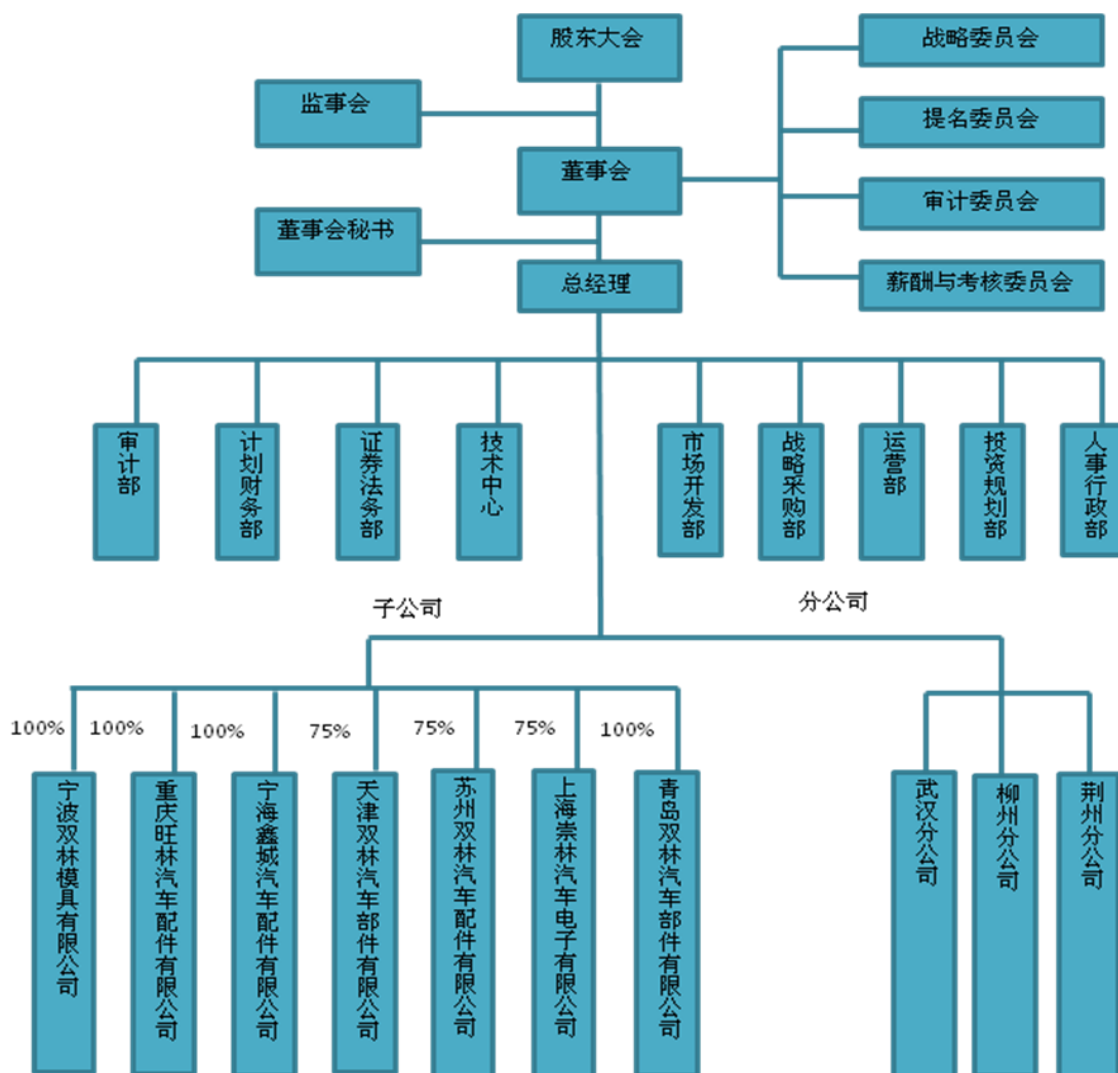 股东大会
战略委员会
监事会
提名委员会
董事会
审计委员会
董事会秘书
总经理
薪酬与考核委员会
审计部
计划财务部
证券法务部
技术中心
市场开发部
战略采购部
运营部
投资规划部
人事行政部
子公司
分公司
100%
100%
100%
75%
75%
75%
100%
宁波双林模具有限公司
重庆旺林汽车配件有限公司
宁海鑫城汽车配件有限公司
天津双林汽车部件有限公司
苏州双林汽车配件有限公司
上海崇林汽车电子有限公司
青岛双林汽车部件有限公司
武汉分公司
柳州分公司
荆州分公司